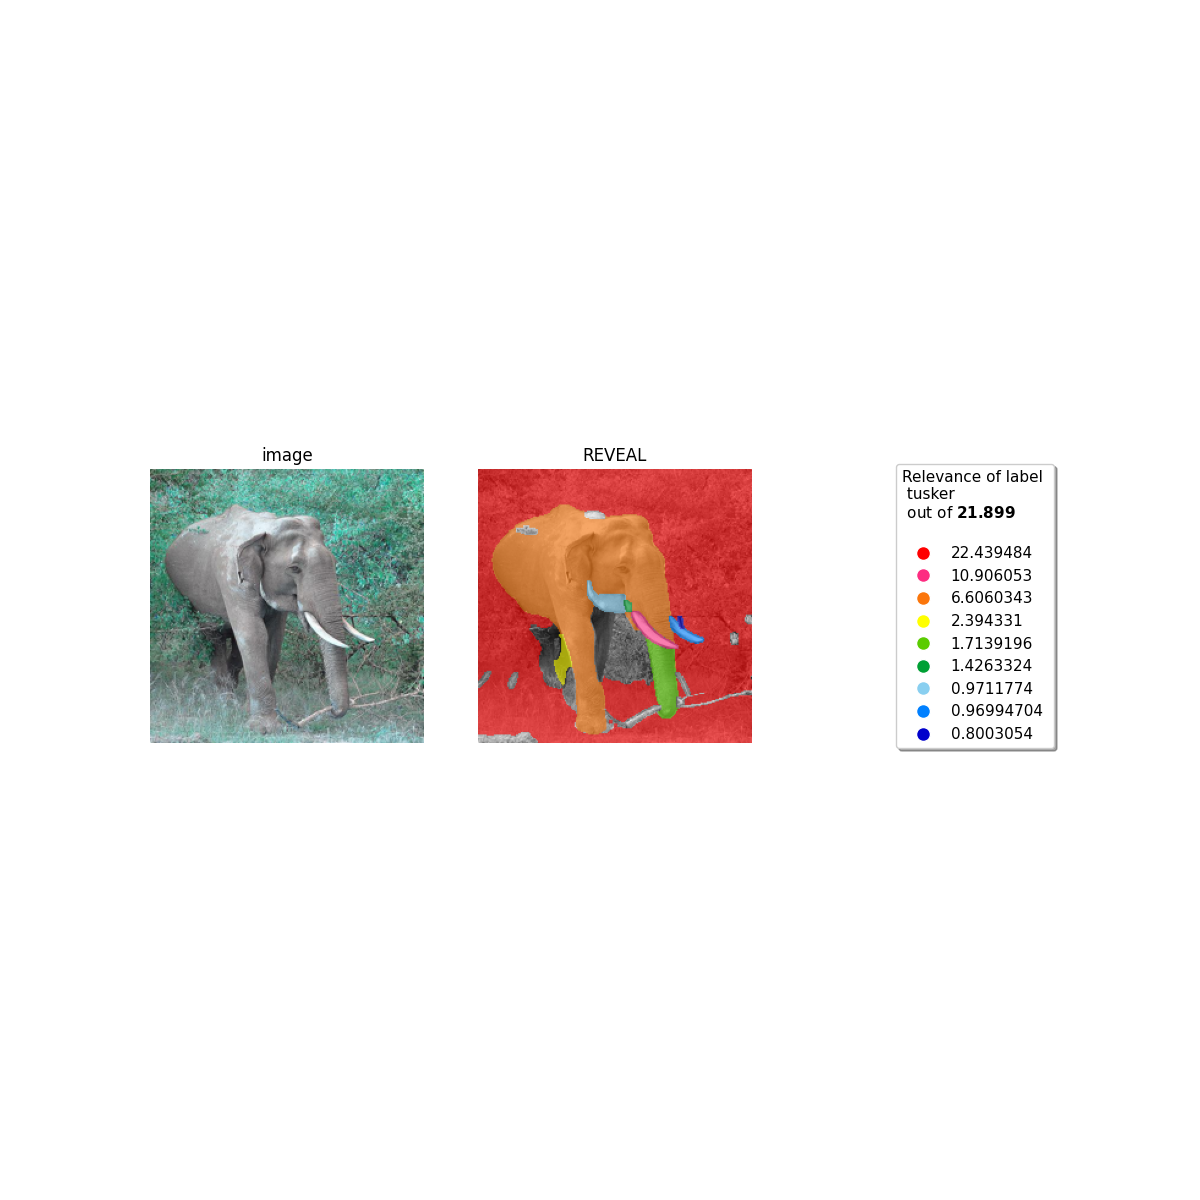 image
REVEAL
Relevance of label
tusker
out of 21.899
22.439484
10.906053
6.6060343
2.394331
1.7139196
1.4263324
0.9711774
0.96994704
0.8003054